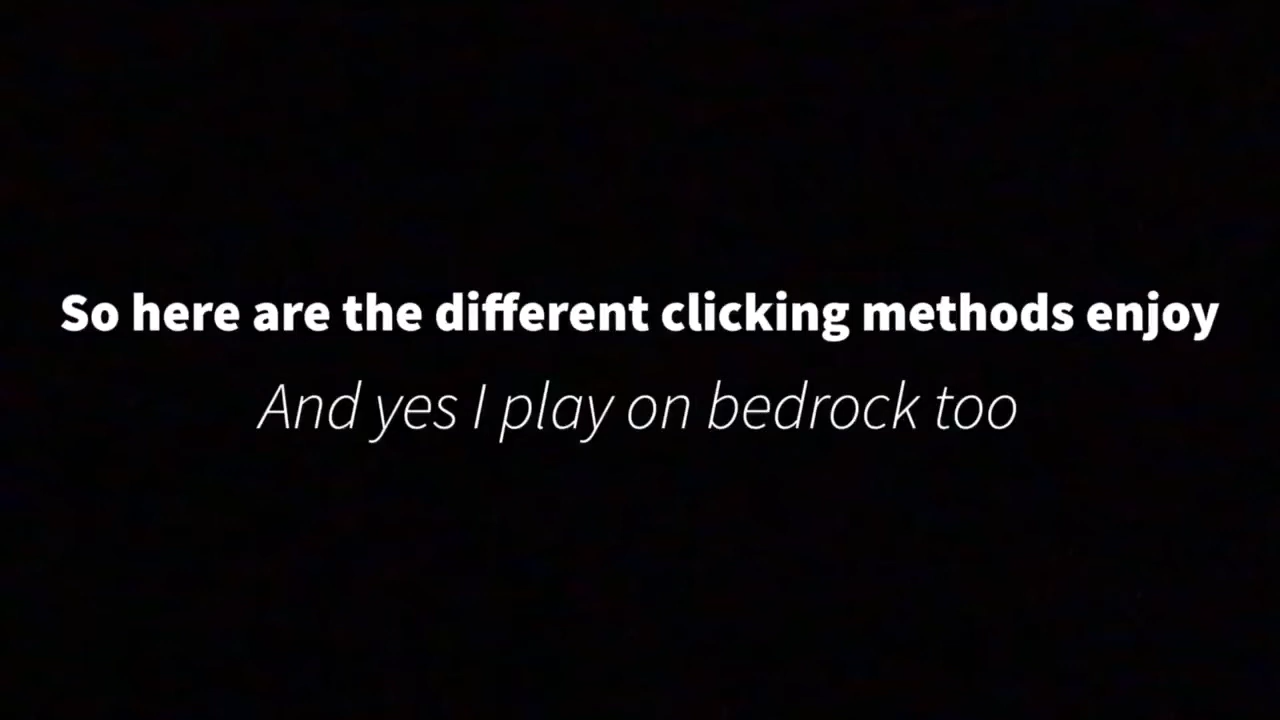 So here are the different clicking methods enjoy
And yes I play on bedrock too